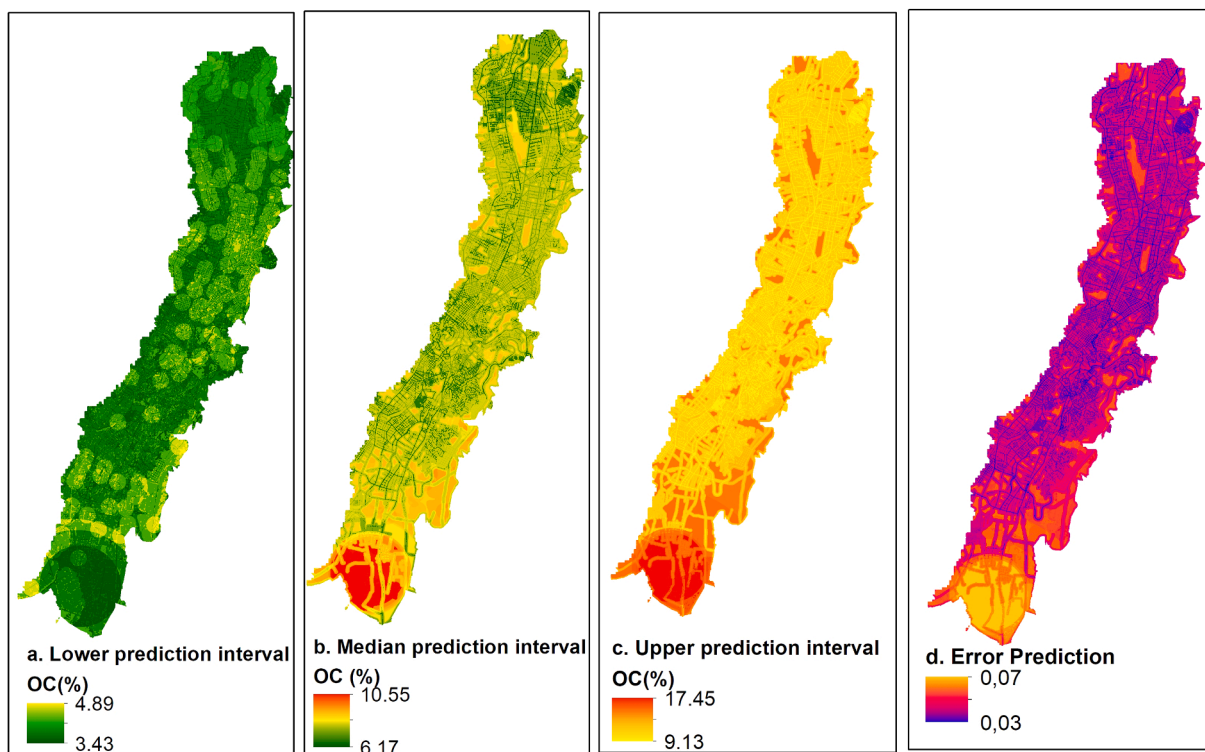 a. Lower prediction interval
OC(%)
4.89
3.43
b. Median prediction interval
OC (%)
10.55
6.17
c. Upper prediction interval
OC(%)
17.45
9.13
d. Error Prediction
0,07
0,03